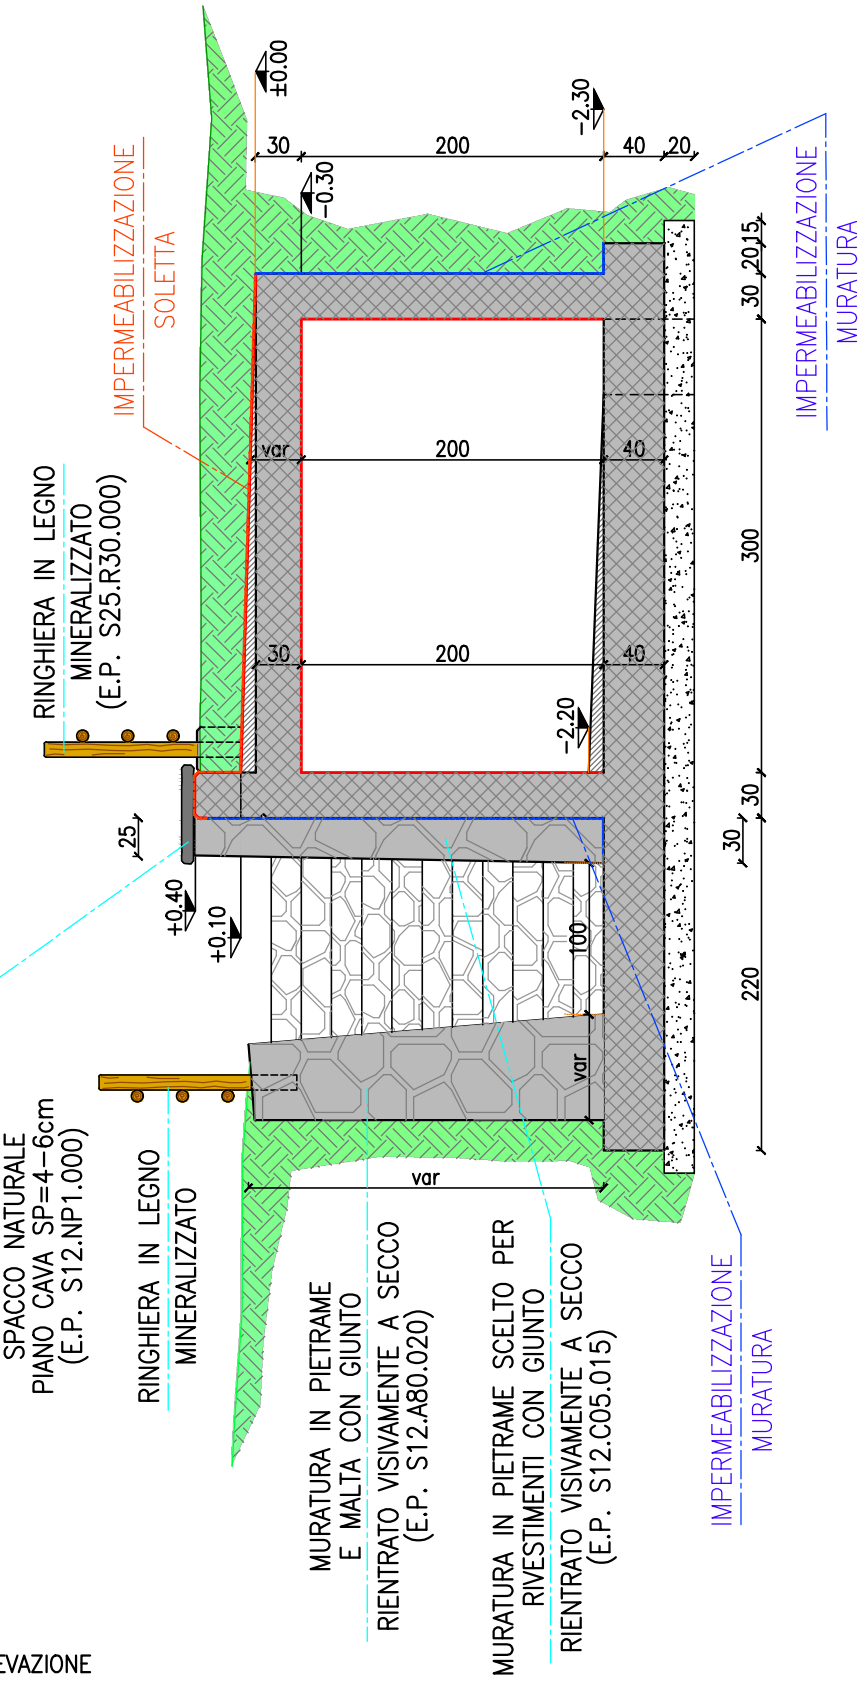 SPACCO NATURALE
PIANO CAVA SP=4-6cm
(E.P. S12.NP1.000)
RINGHIERA IN LEGNO
MINERALIZZATO
MURATURA IN PIETRAME
E MALTA CON GIUNTO
RIENTRATO VISIVAMENTE A SECCO
(E.P. S12.A80.020)
MURATURA IN PIETRAME SCELTO PER
RIVESTIMENTI CON GIUNTO
RIENTRATO VISIVAMENTE A SECCO
(E.P. S12.C05.015)
IMPERMEABILIZZAZIONE
MURATURA
RINGHIERA IN LEGNO
MINERALIZZATO
(E.P. S25.R30.000)
IMPERMEABILIZZAZIONE
SOLETTA
IMPERMEABILIZZAZIONE
MURATURA
±0.00
-0.30
-2.30
30
200
40
20
var
200
40
30
200
40
-2.20
25
+0.40
+0.10
100
var
var
220
30
30
300
30
20
15